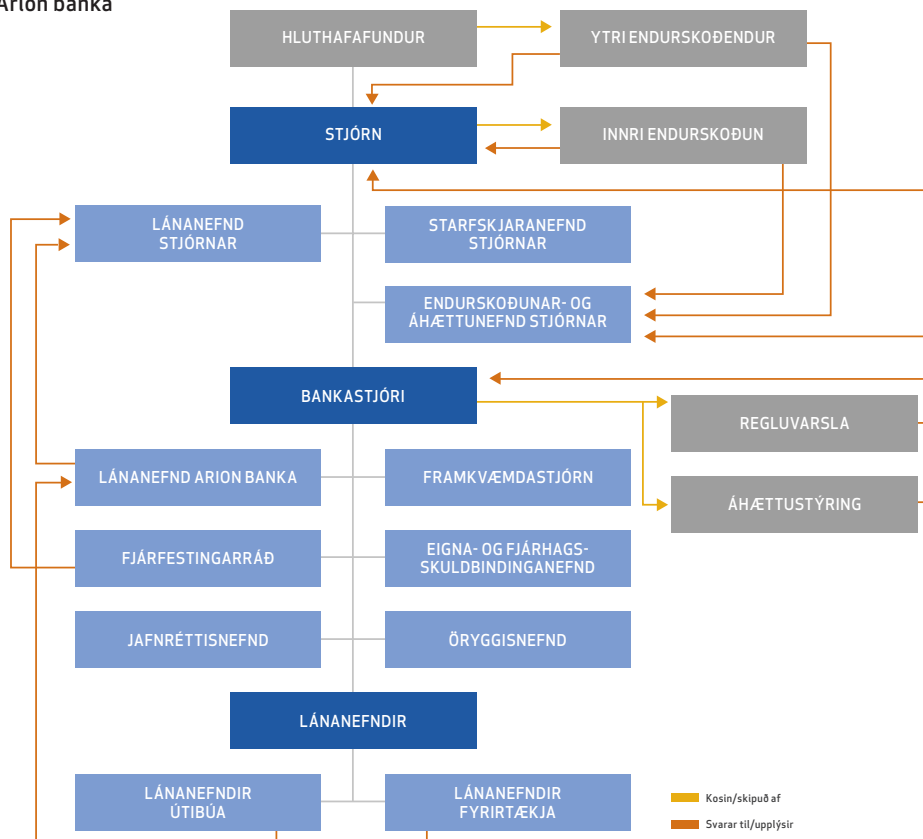 Arion banka
HLUTHAFAFUNDUR
YTRI ENDURSKOÐENDUR
STJÓRN
INNRI ENDURSKOÐUN
LÁNANEFND
STJÓRNAR
STARFSKJARANEFND
STJÓRNAR
ENDURSKOÐUNAR- OG
ÁHÆTTUNEFND STJÓRNAR
BANKASTJÓRI
REGLUVARSLA
LÁNANEFND ARION BANKA
FRAMKVÆMDASTJÓRN
ÁHÆTTUSTÝRING
FJÁRFESTINGARRÁÐ
EIGNA- OG FJÁRHAGS-
SKULDBINDINGANEFND
JAFNRÉTTISNEFND
ÖRYGGISNEFND
LÁNANEFNDIR
LÁNANEFNDIR
ÚTIBÚA
LÁNANEFNDIR
FYRIRTÆKJA
Kosin/skipuð af
Svarar til/upplýsir